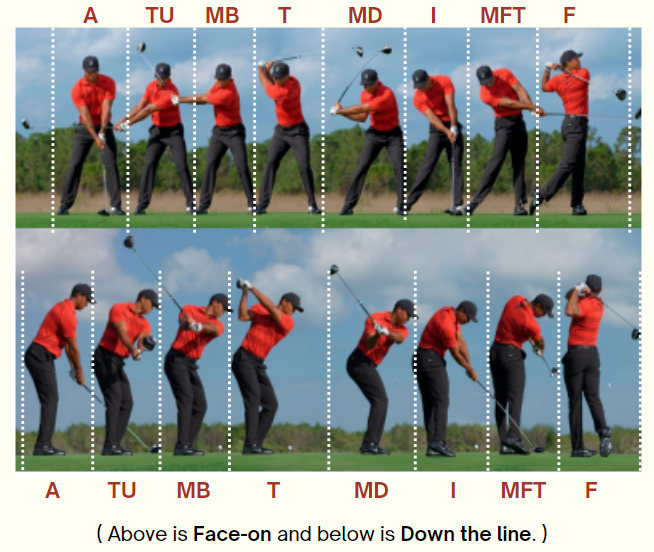 A TU MB T MD I MFT F
A TU MB T MD I MFT F
( Above is Face-on and below is Down the line. )